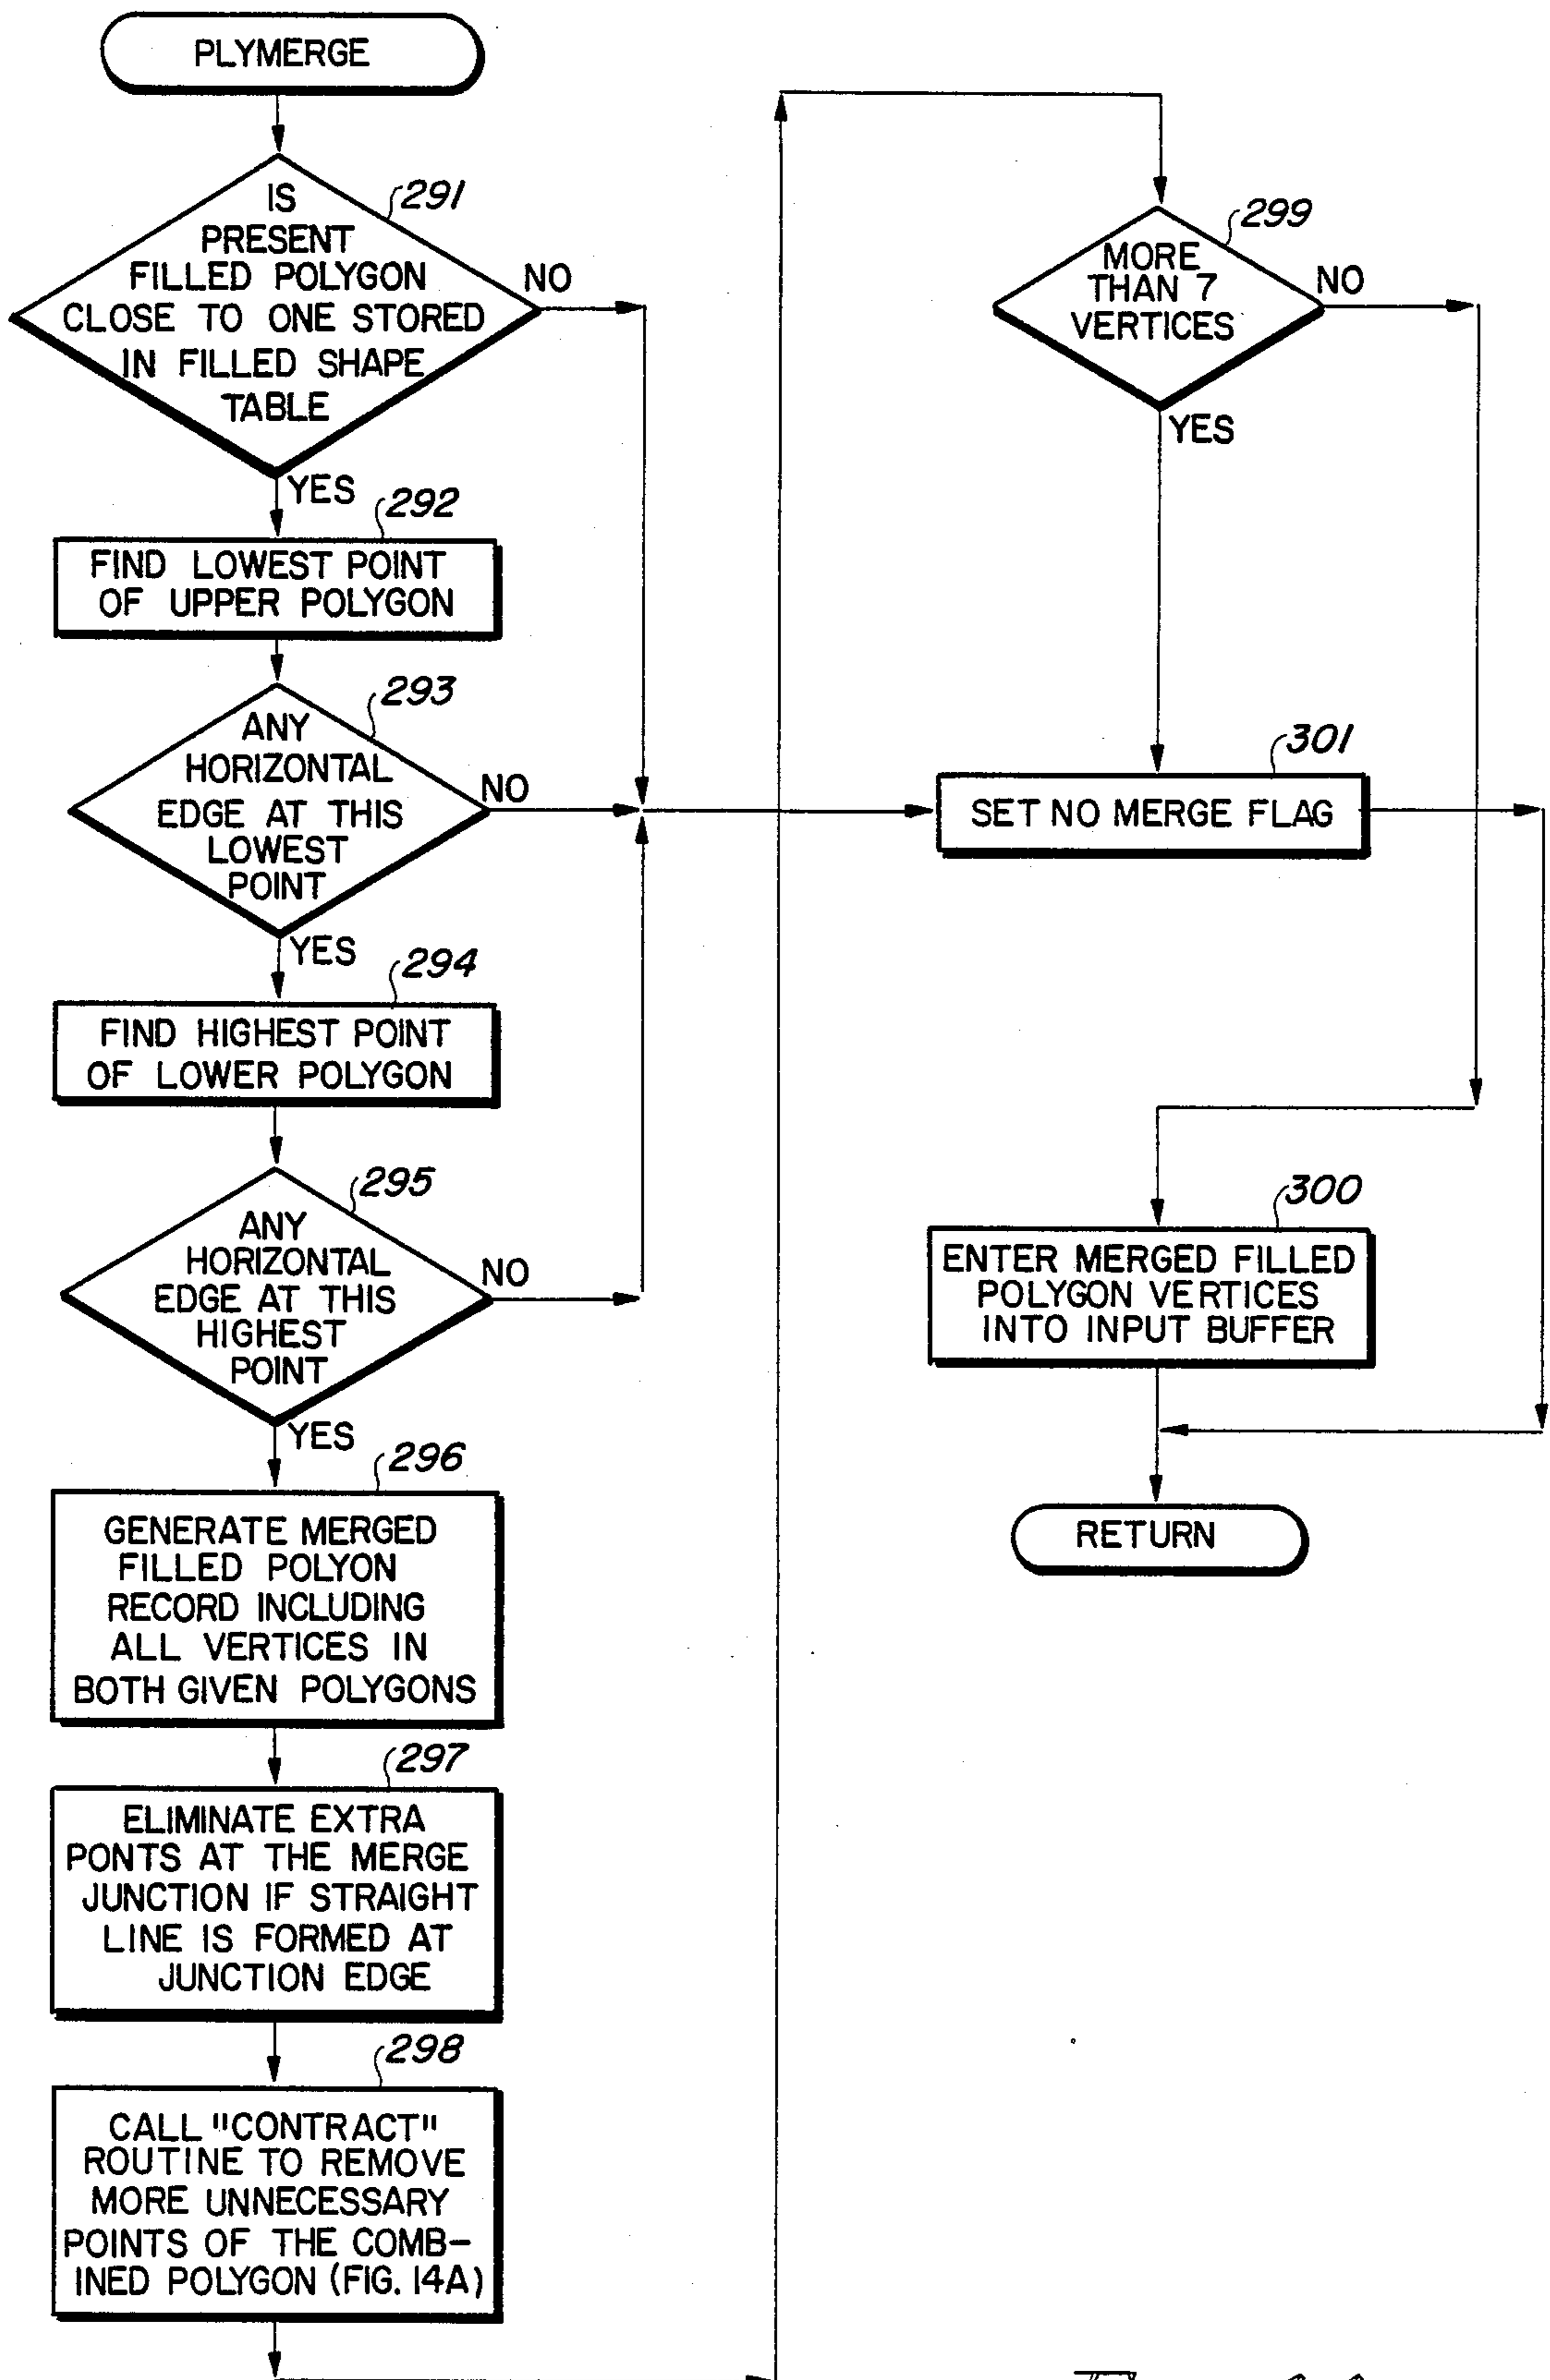 PLYMERGE
291
IS
PRESENT
FILLED POLYGON
CLOSE TO ONE STORED
IN FILLED SHAPE
TABLE
NO
YES
292
FIND LOWEST POINT
OF UPPER POLYGON
293
ANY
HORIZONTAL
EDGE AT THIS
LOWEST
POINT
NO
YES
294
FIND HIGHEST POINT
OF LOWER POLYGON
295
ANY
HORIZONTAL
EDGE AT THIS
HIGHEST
POINT
NO
YES
296
GENERATE MERGED
FILLED POLYON
RECORD INCLUDING
ALL VERTICES IN
BOTH GIVEN POLYGONS
297
ELIMINATE EXTRA
PONTS AT THE MERGE
JUNCTION IF STRAIGHT
LINE IS FORMED AT
JUNCTION EDGE
298
CALL "CONTRACT"
ROUTINE TO REMOVE
MORE UNNECESSARY
POINTS OF THE COMB-
INED POLYGON (FIG. 14A)
299
MORE
THAN 7
VERTICES
NO
YES
301
SET NO MERGE FLAG
300
ENTER MERGED FILLED
POLYGON VERTICES
INTO INPUT BUFFER
RETURN